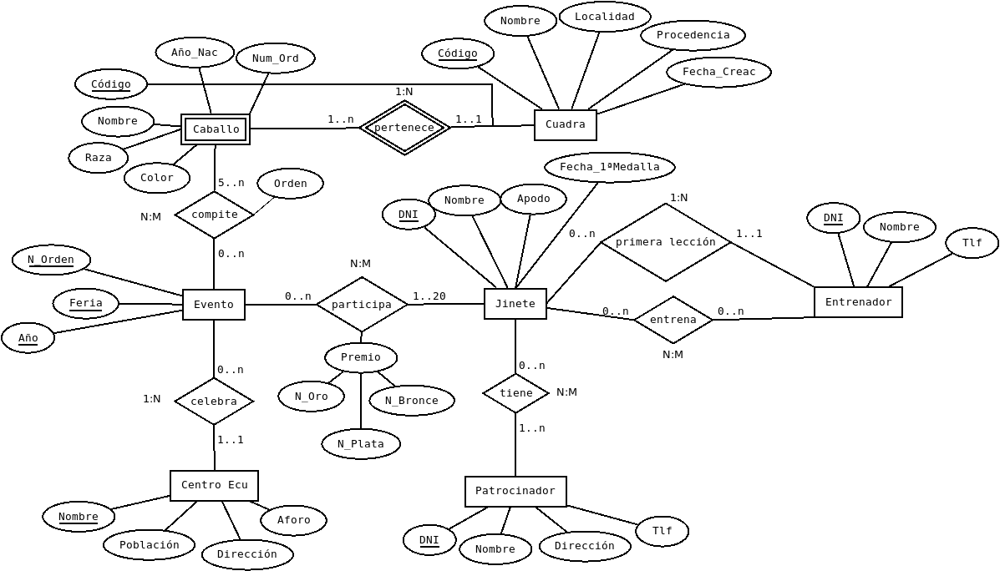 Nombre
Localidad
Procedencia
Código
Fecha_Creac
Año_Nac
Num_Ord
Código
1:N
Nombre
Caballo
1..n
pertenece
1..1
Cuadra
Raza
Color
5..n
Orden
N:M
compite
0..n
Fecha_1ªMedalla
DNI
Nombre
Apodo
1:N
0..n
primera lección
1..1
DNI
Nombre
Tlf
N_Orden
Feria
Año
Evento
0..n
N:M
participa
1..20
Jinete
0..n
entrena
0..n
N:M
Entrenador
Premio
N_Oro
N_Bronce
N_Plata
0..n
1:N
celebra
1..1
0..n
tiene
N:M
1..n
Centro Ecu
Nombre
Población
Dirección
Aforo
Patrocinador
DNI
Nombre
Dirección
Tlf